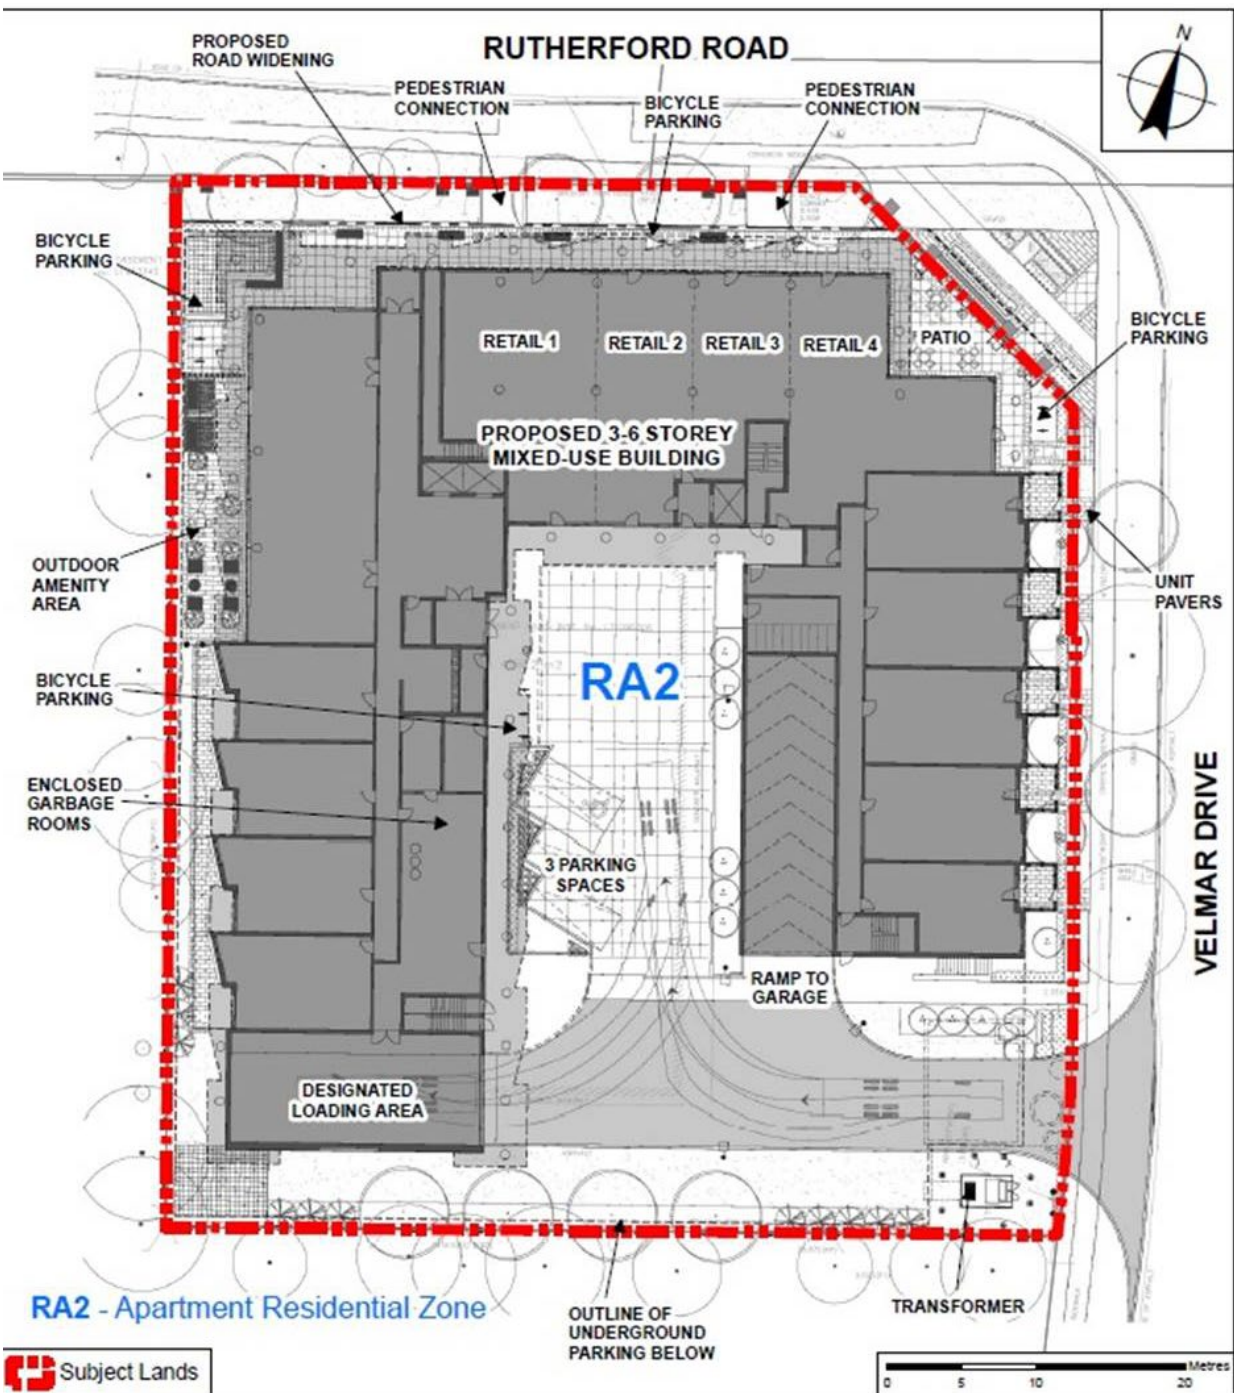 PROPOSED
ROAD WIDENING
RUTHERFORD ROAD
N
PEDESTRIAN
CONNECTION
BICYCLE
PARKING
PEDESTRIAN
CONNECTION
BICYCLE
PARKING
BICYCLE
PARKING
RETAIL 1
RETAIL 2
RETAIL 3
RETAIL 4
PATIO
PROPOSED 3-6 STOREY
MIXED-USE BUILDING
OUTDOOR
AMENITY
AREA
UNIT
PAVERS
RA2
BICYCLE
PARKING
ENCLOSED
GARBAGE
ROOMS
3 PARKING
SPACES
VELMAR DRIVE
RAMP TO
GARAGE
DESIGNATED
LOADING AREA
RA2 - Apartment Residential Zone
OUTLINE OF
UNDERGROUND
PARKING BELOW
TRANSFORMER
Subject Lands
Metres
0 5 10 20